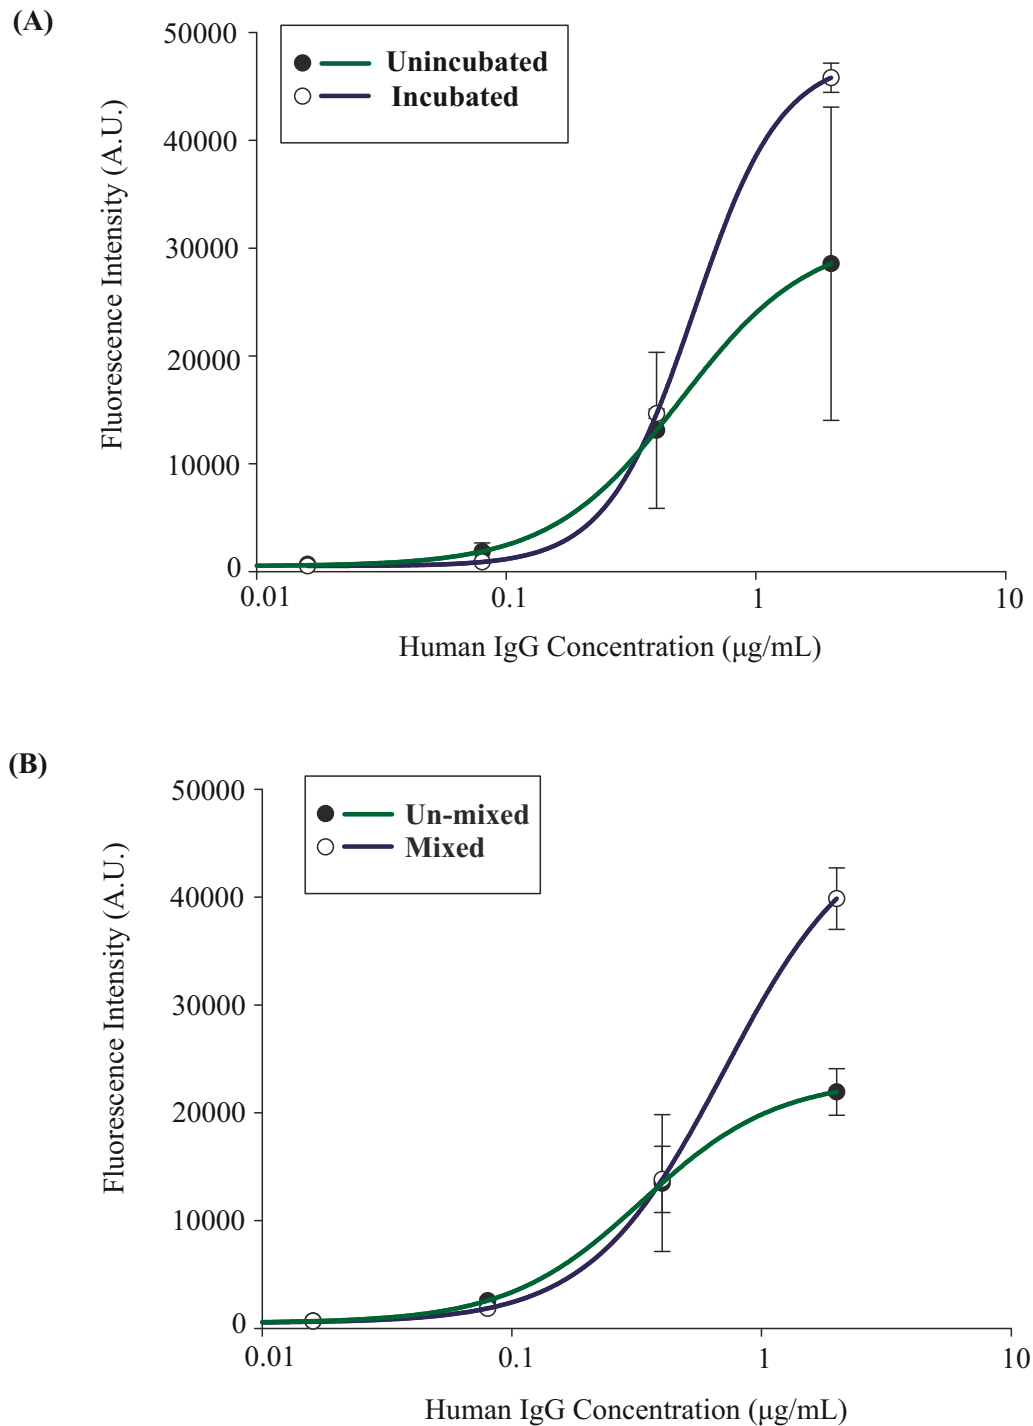 (A)
50000
40000
30000
20000
10000
0
Fluorescence Intensity (A.U.)
Unincubated
Incubated
0.01
0.1
1
10
Human IgG Concentration (μg/mL)
(B)
50000
40000
30000
20000
10000
0
Fluorescence Intensity (A.U.)
Un-mixed
Mixed
0.01
0.1
1
10
Human IgG Concentration (μg/mL)